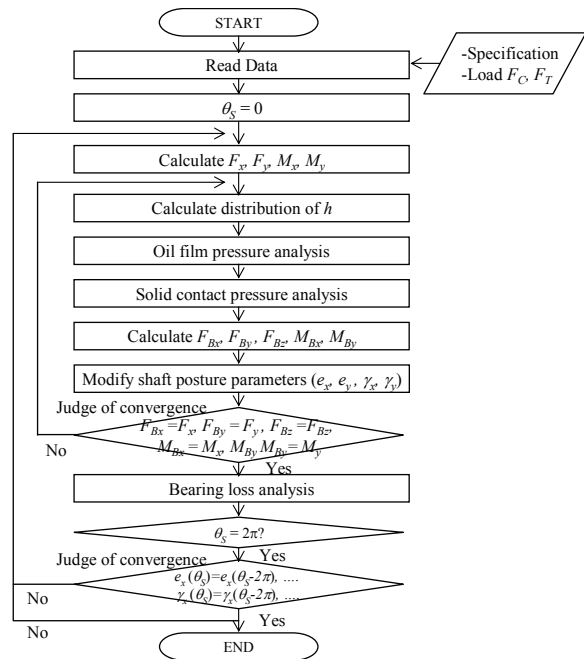 START
Read Data
-Specification
-Load F_C, F_T
θ_S = 0
Calculate F_x, F_y, M_x, M_y
Calculate distribution of h
Oil film pressure analysis
Solid contact pressure analysis
Calculate F_Bx, F_By, F_Bz, M_Bx, M_By
Modify shaft posture parameters (e_x, e_y, γ_x, γ_y)
Judge of convergence
F_Bx=F_x, F_By=F_y, F_Bz=F_Bz,
M_Bx=M_x, M_By M_By=M_y
No
Yes
Bearing loss analysis
θ_S = 2π?
Yes
Judge of convergence
e_x(θ_S)=e_x(θ_S-2π), ....
γ_x(θ_S)=γ_x(θ_S-2π), ....
No
Yes
No
END